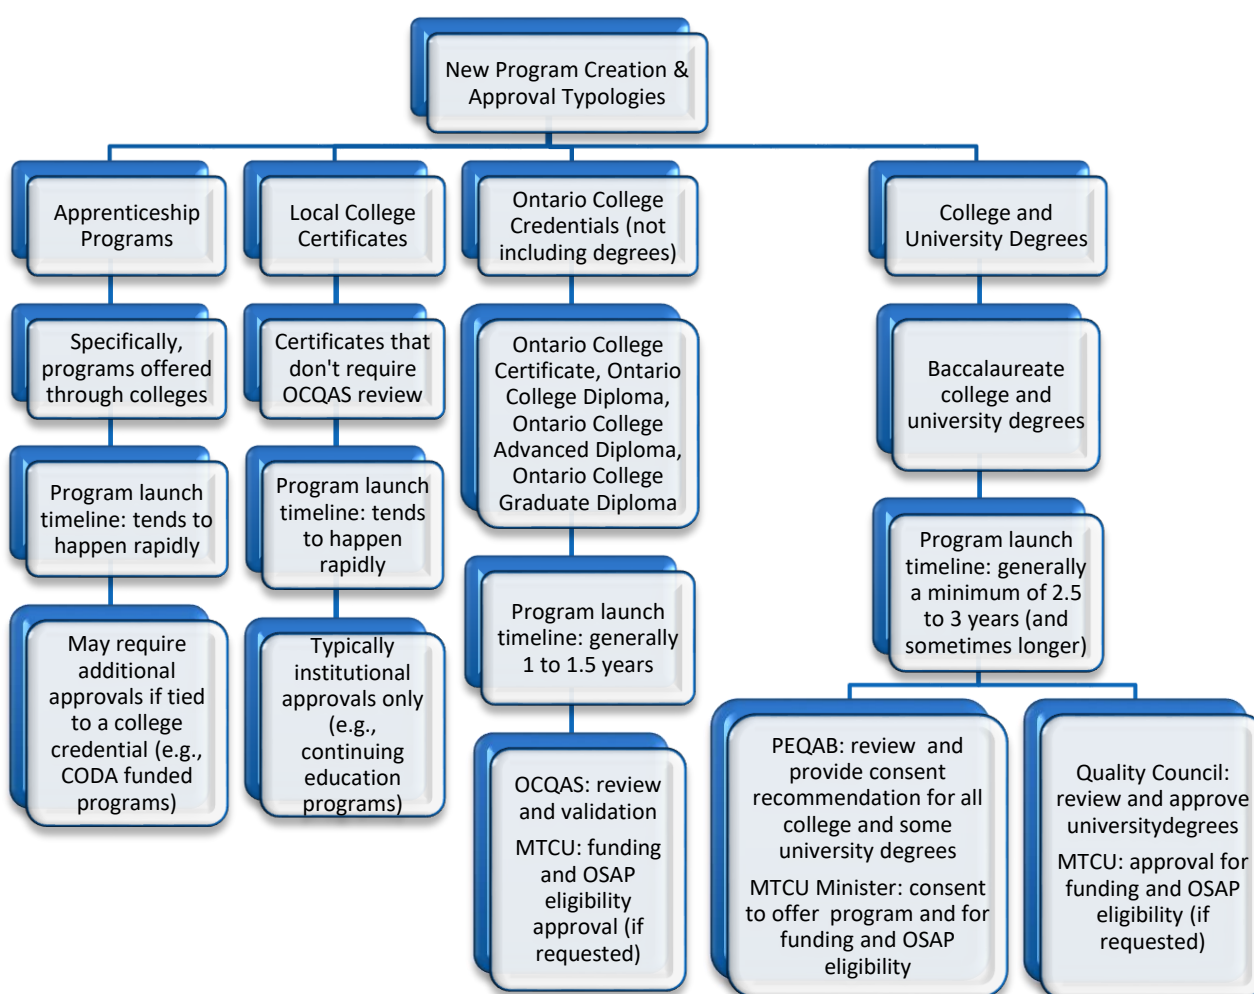 New Program Creation &
Approval Typologies
Apprenticeship
Programs
Local College
Certificates
Ontario College
Credentials (not
including degrees)
College and
University Degrees
Specifically,
programs offered
through colleges
Certificates that
don't require
OCQAS review
Ontario College
Certificate, Ontario
College Diploma,
Ontario College
Advanced Diploma,
Ontario College
Graduate Diploma
Baccalaureate
college and
university degrees
Program launch
timeline: tends to
happen rapidly
Program launch
timeline: tends
to happen
rapidly
Program launch
timeline: generally
1 to 1.5 years
Program launch
timeline: generally
a minimum of 2.5
to 3 years (and
sometimes longer)
May require
additional
approvals if tied
to a college
credential (e.g.,
CODA funded
programs)
Typically
institutional
approvals only
(e.g.,
continuing
education
programs)
OCQAS: review
and validation
MTCU: funding
and OSAP
eligibility
approval (if
requested)
PEQAB: review and
provide consent
recommendation for all
college and some
university degrees
MTCU Minister: consent
to offer program and for
funding and OSAP
eligibility
Quality Council:
review and approve
universitydegrees
MTCU: approval for
funding and OSAP
eligibility (if
requested)